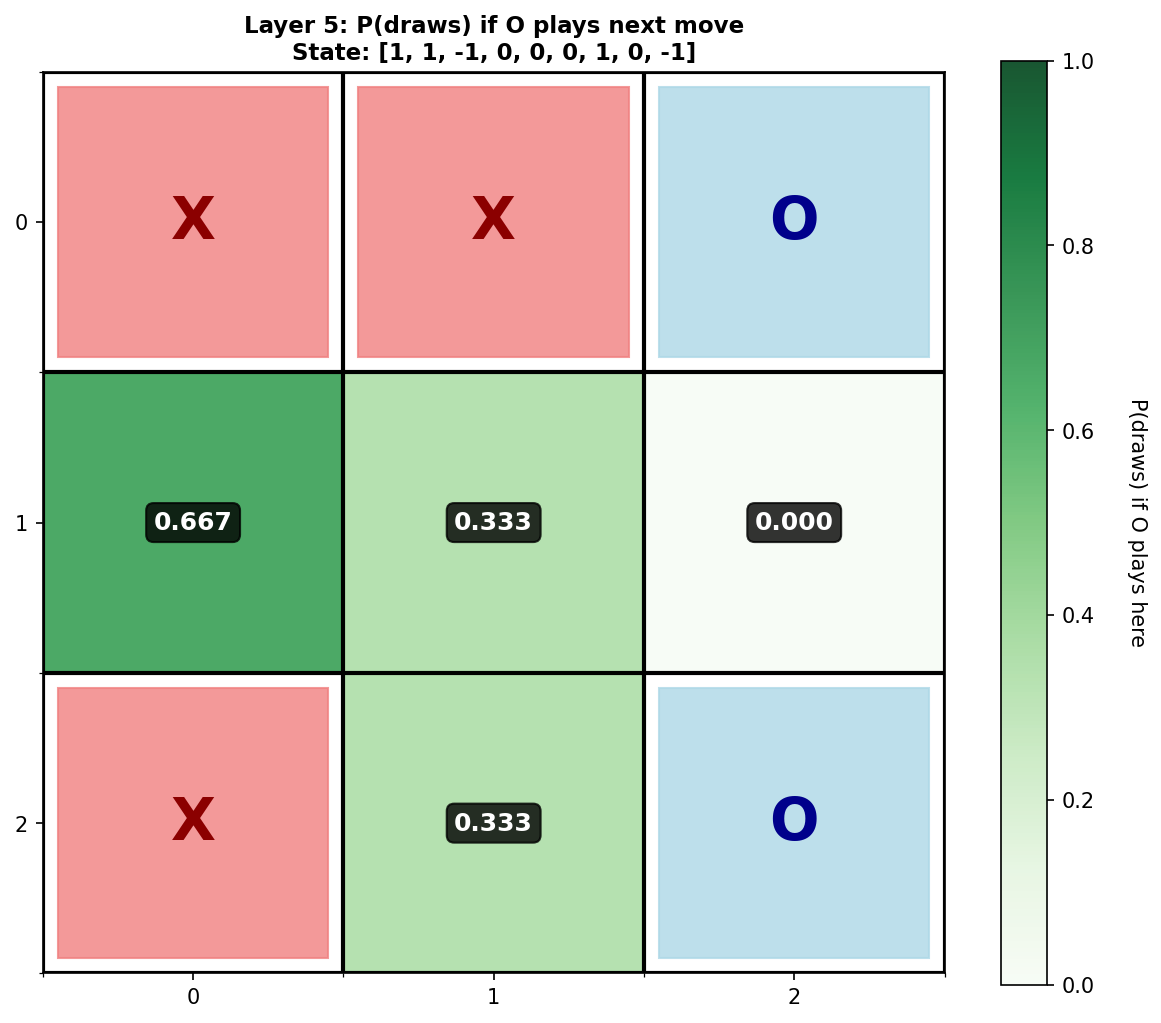 Layer 5: P(draws) if O plays next move
State: [1, 1, -1, 0, 0, 0, 1, 0, -1]
X X O
0.667 0.333 0.000
X 0.333 O
0
1
2
0 1 2
1.0
0.8
0.6
0.4
0.2
0.0
P(draws) if O plays here